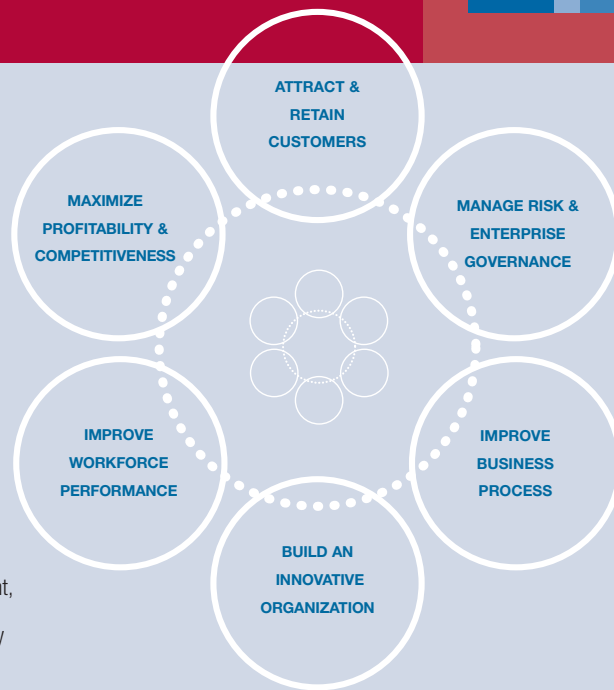 ATTRACT &
RETAIN
CUSTOMERS
MAXIMIZE
PROFITABILITY &
COMPETITIVENESS
MANAGE RISK &
ENTERPRISE
GOVERNANCE
IMPROVE
WORKFORCE
PERFORMANCE
IMPROVE
BUSINESS
PROCESS
BUILD AN
INNOVATIVE
ORGANIZATION